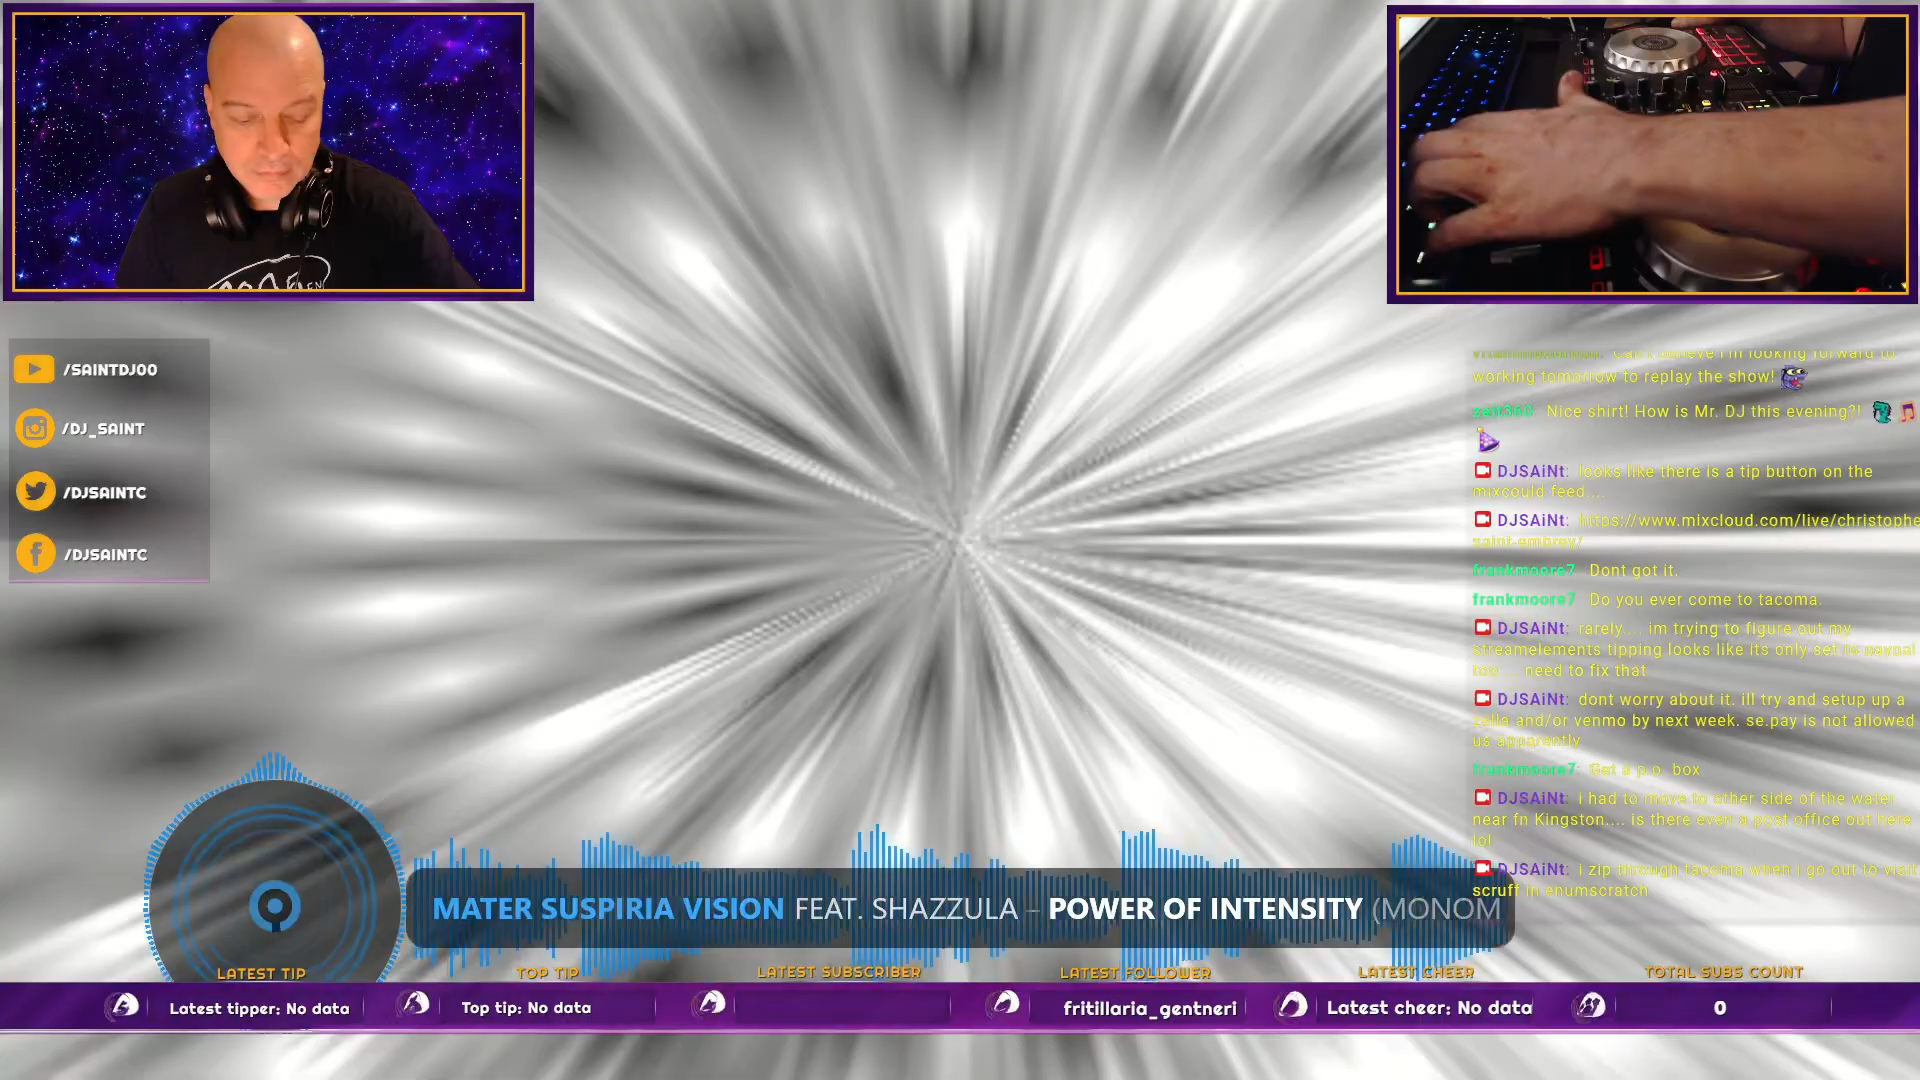 /SAINTDJ00
/DJ_SAINT
/DJSAINTC
/DJSAINTC
Can't believe i'm looking forward to
working tomorrow to replay the show!
Nice shirt! How is Mr. DJ this evening?!
DJSAiNt: looks like there is a tip button on the
mixcould feed....
DJSAiNt: https://www.mixcloud.com/live/christophe
saint-embrey/
frankmoore7 Dont got it.
frankmoore7 Do you ever come to tacoma.
DJSAiNt: rarely.... im trying to figure out my
streamelements tipping looks like its only set to paypal
too.... need to fix that
DJSAiNt: dont worry about it. ill try and setup up a
zelle and/or venmo by next week. se.pay is not allowed
us apparently
frankmoore7: Get a p.o. box
DJSAiNt: i had to move to other side of the water
near fn Kingston.... is there even a post office out here
lol
DJSAiNt: i zip through tacoma when i go out to visit
scruff in enumscratch
MATER SUSPIRIA VISION FEAT. SHAZZULA – POWER OF INTENSITY (MONOM
LATEST TIP TOP TIP LATEST SUBSCRIBER LATEST FOLLOWER LATEST CHEER TOTAL SUBS COUNT
Latest tipper: No data Top tip: No data fritillaria_gentneri Latest cheer: No data 0